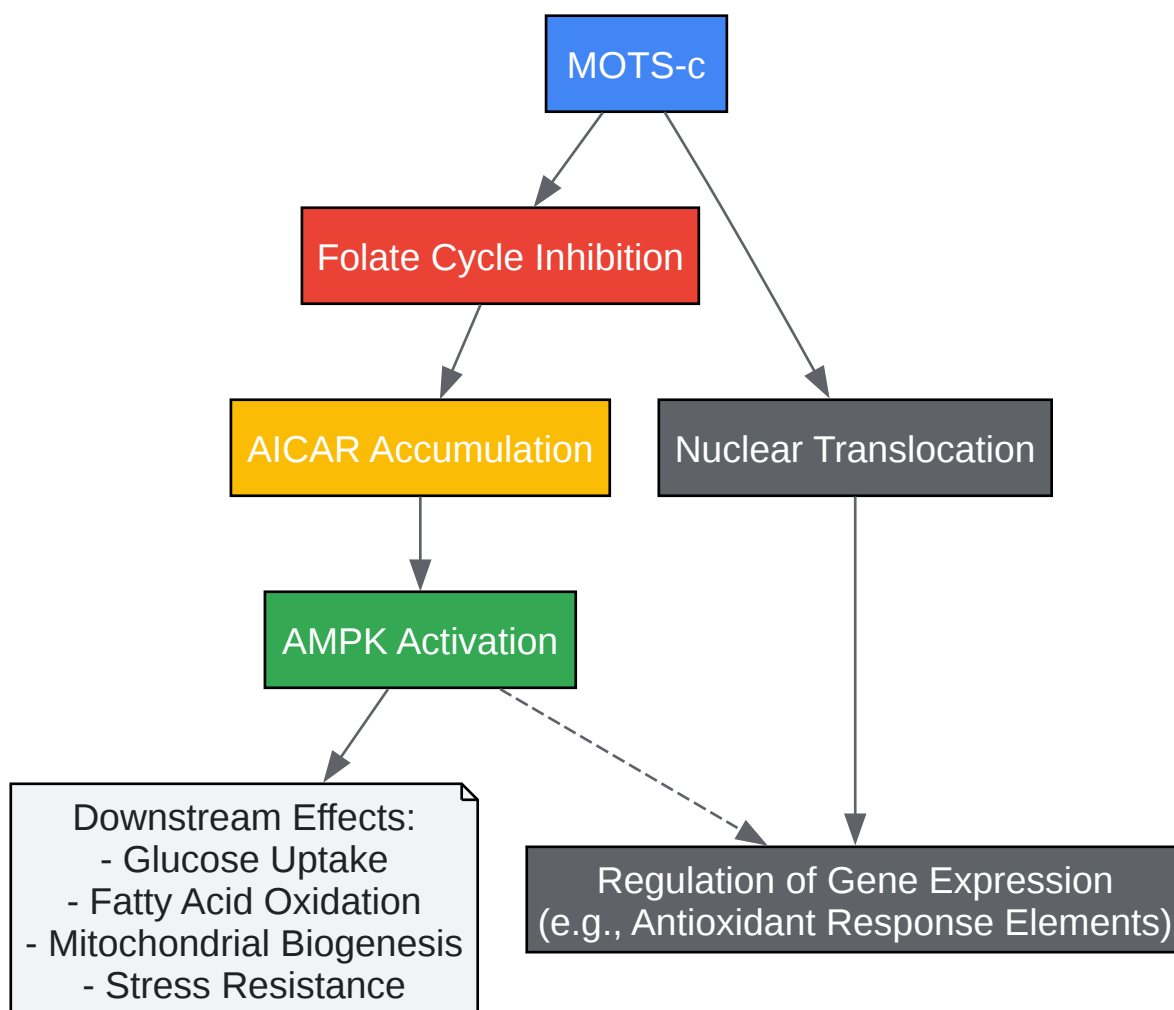 MOTS-c
Folate Cycle Inhibition
AICAR Accumulation
Nuclear Translocation
AMPK Activation
Downstream Effects:
- Glucose Uptake
- Fatty Acid Oxidation
- Mitochondrial Biogenesis
- Stress Resistance
Regulation of Gene Expression
(e.g., Antioxidant Response Elements)